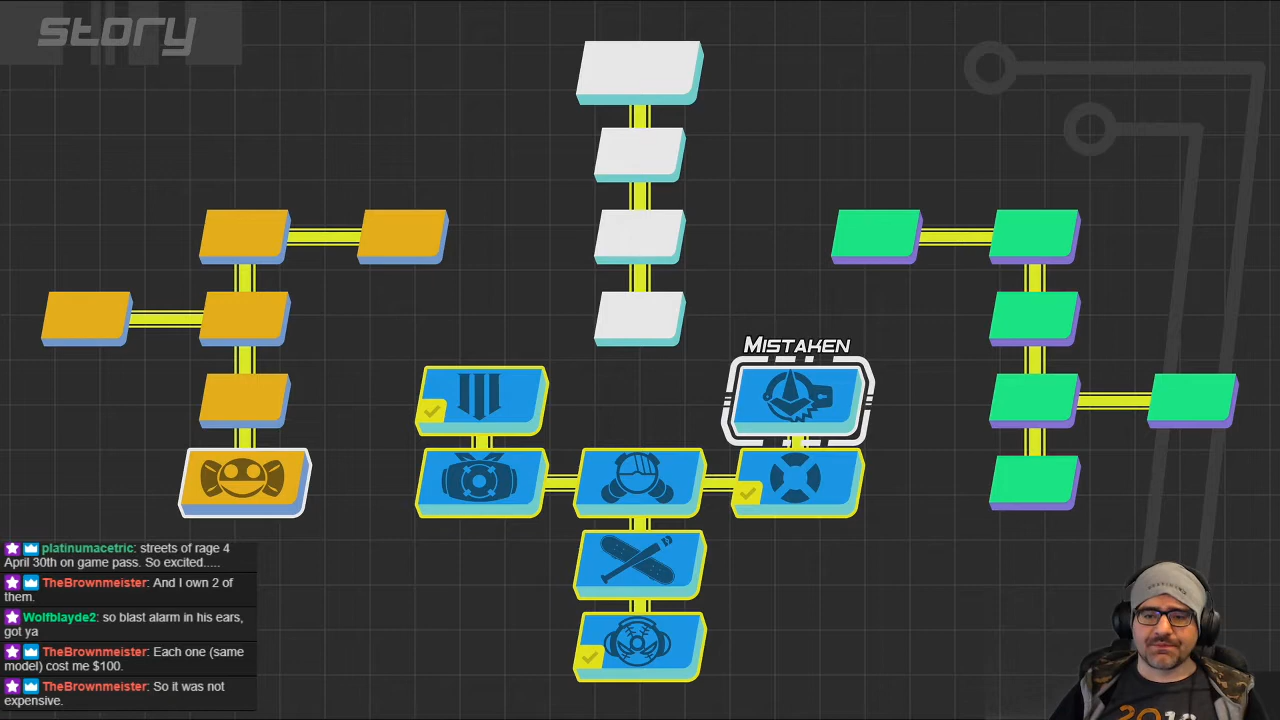 story
MISTAKEN
platinumacetric: streets of rage 4
April 30th on game pass. So excited.....
TheBrownmeister: And I own 2 of
them.
Wolfblayde2: so blast alarm in his ears,
got ya
TheBrownmeister: Each one (same
model) cost me $100.
TheBrownmeister: So it was not
expensive.